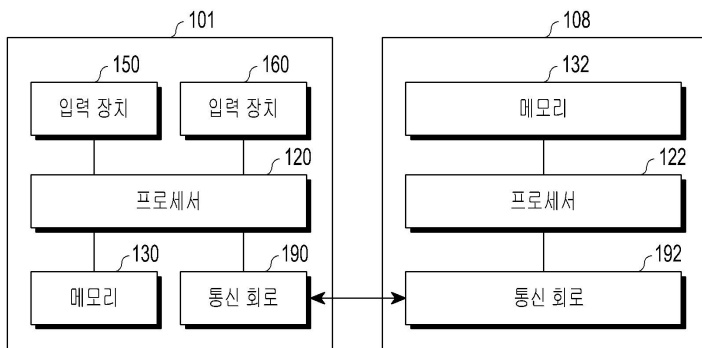 101
108
150
160
132
입력 장치
입력 장치
메모리
120
122
프로세서
프로세서
130
190
192
메모리
통신 회로
통신 회로